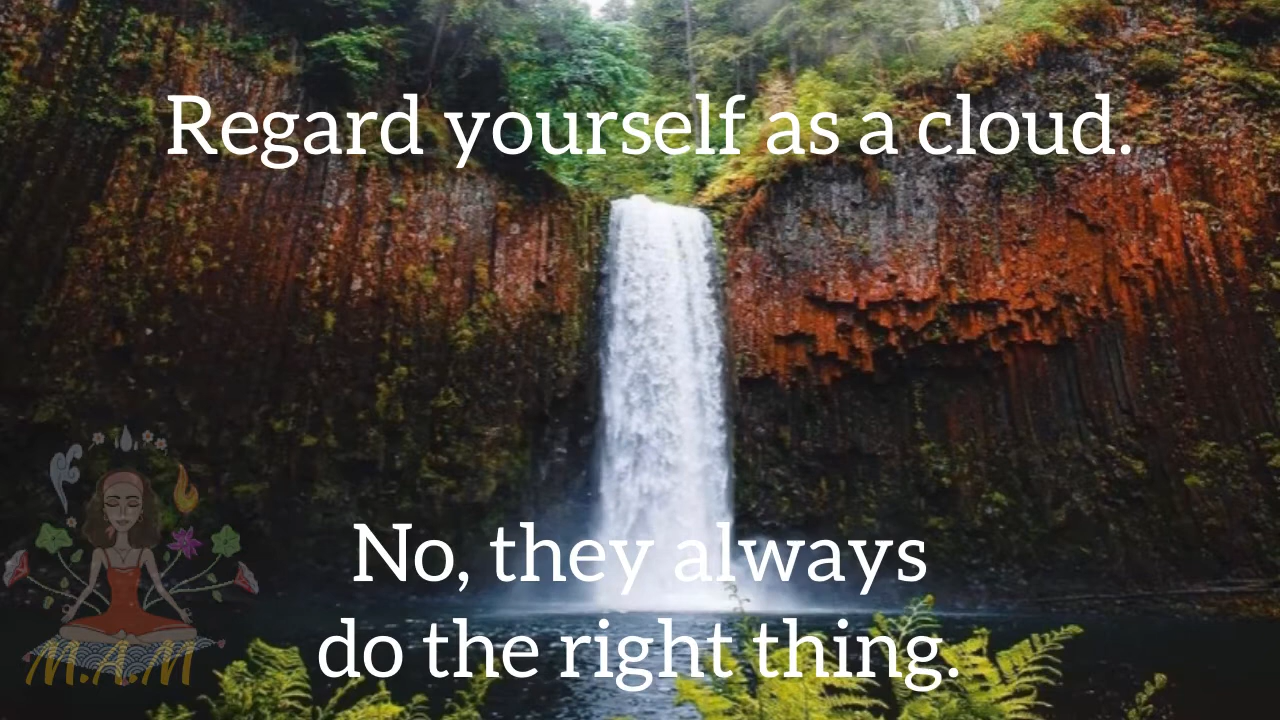 Regard yourself as a cloud.
No, they always
do the right thing.
M.A.M